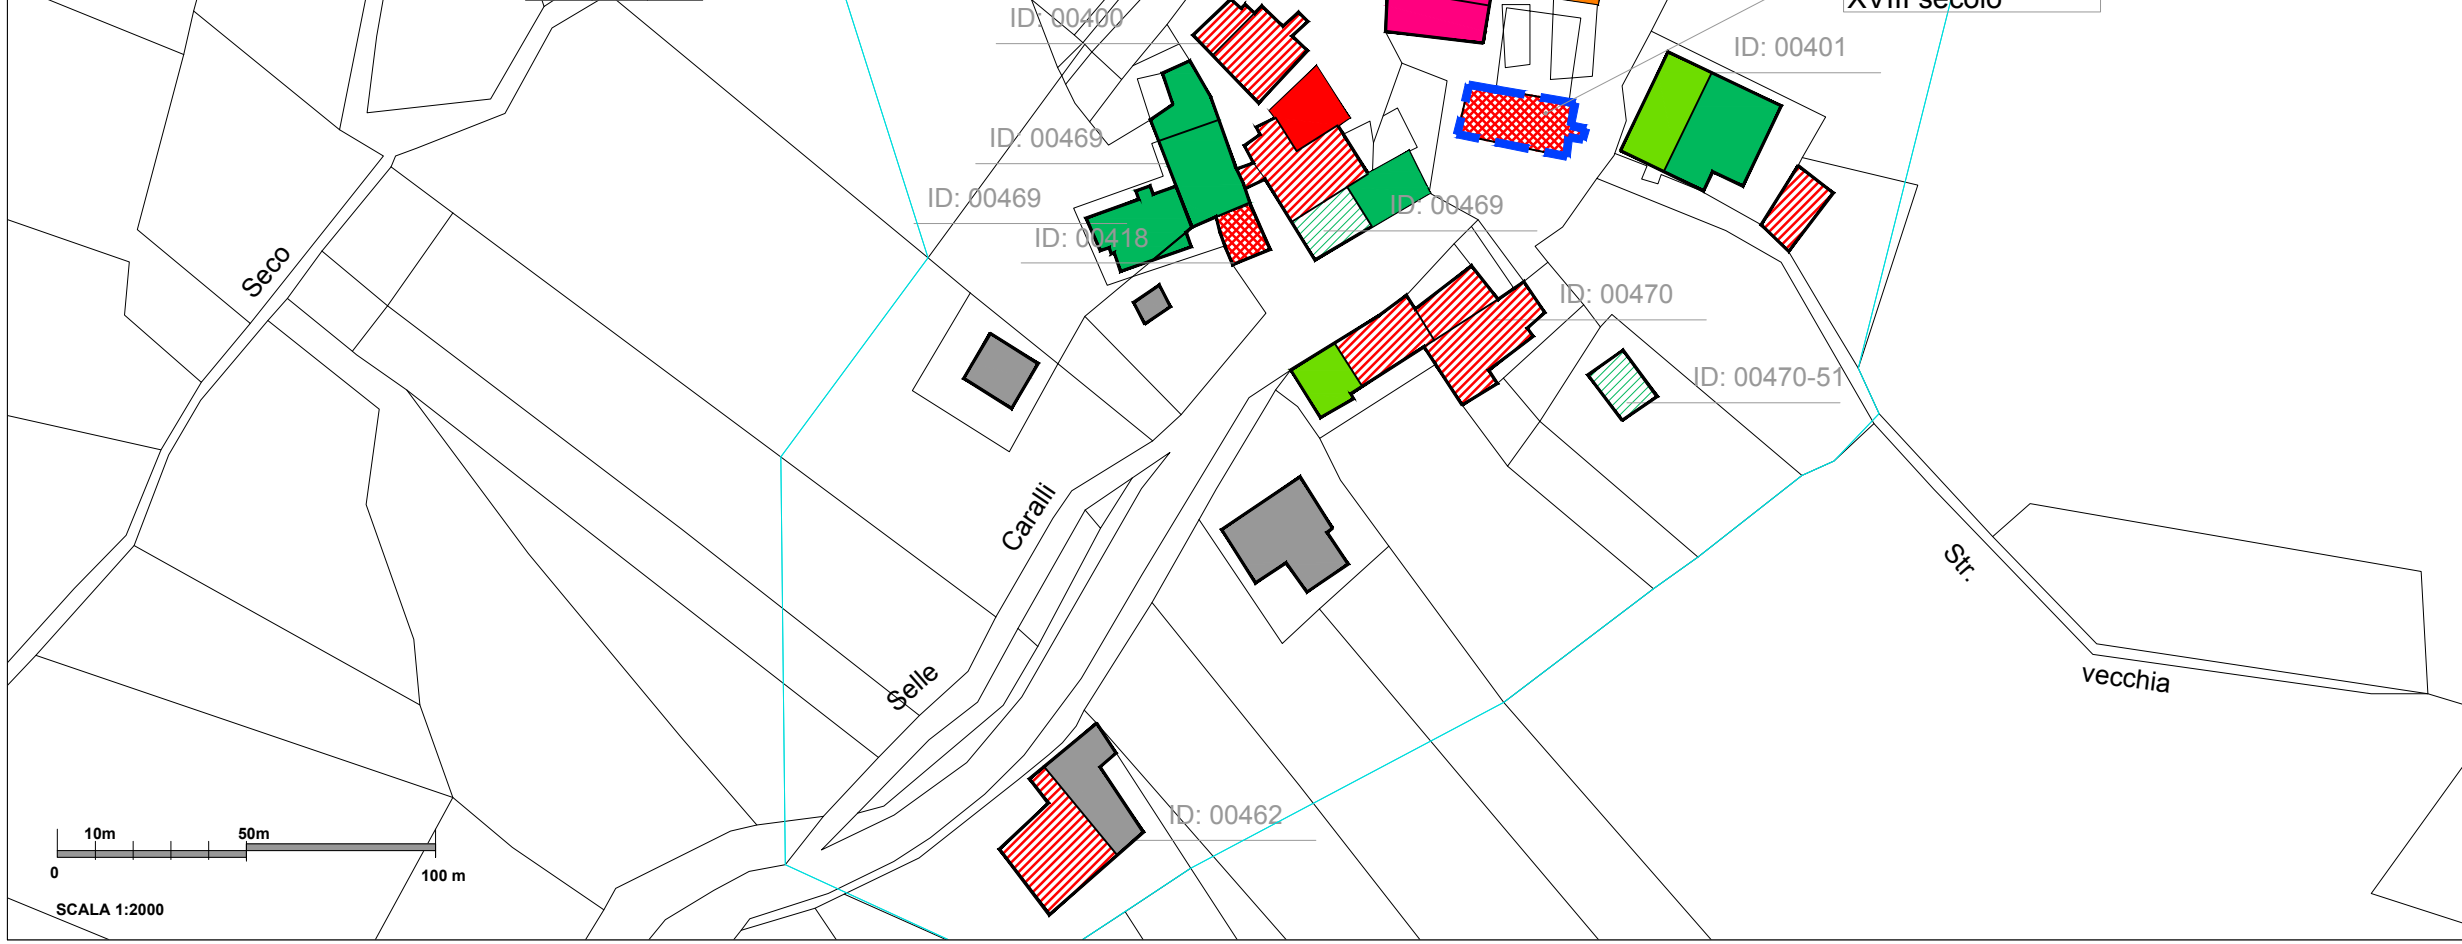 XVIII secolo
ID: 00400
ID: 00401
ID: 00469
ID: 00469
ID: 00469
ID: 00418
Seco
ID: 00470
ID: 00470-51
Caralli
Str.
Selle
vecchia
ID: 00462
10m
50m
0
100 m
SCALA 1:2000